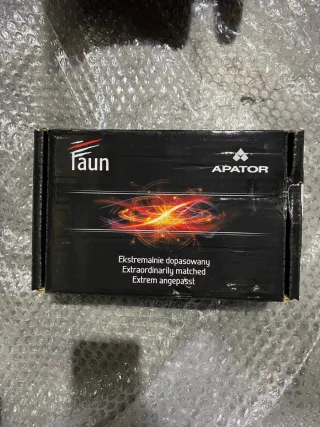 Faun
APATOR
Ekstremalnie dopasowany
Extraordinarily matched
Extrem angepasst